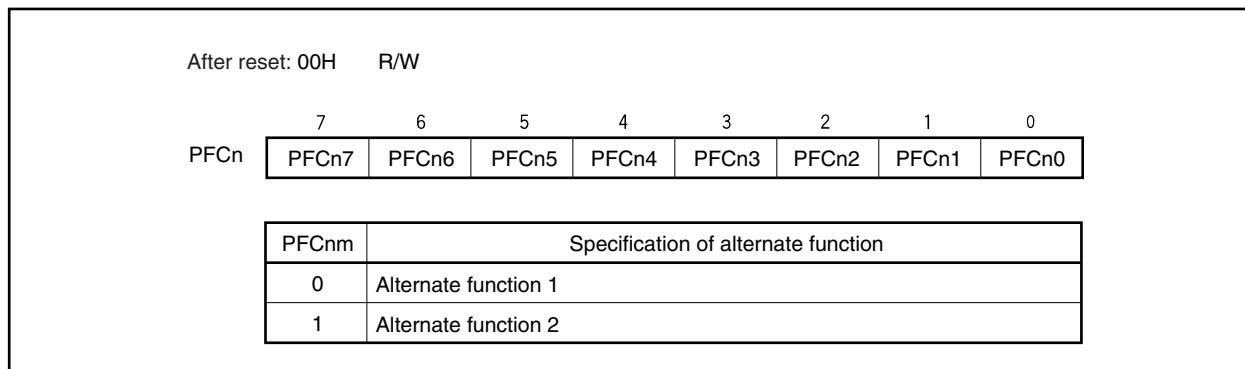 After reset: 00H R/W
7 6 5 4 3 2 1 0
PFCn PFCn7 PFCn6 PFCn5 PFCn4 PFCn3 PFCn2 PFCn1 PFCn0
PFCnm Specification of alternate function
0 Alternate function 1
1 Alternate function 2